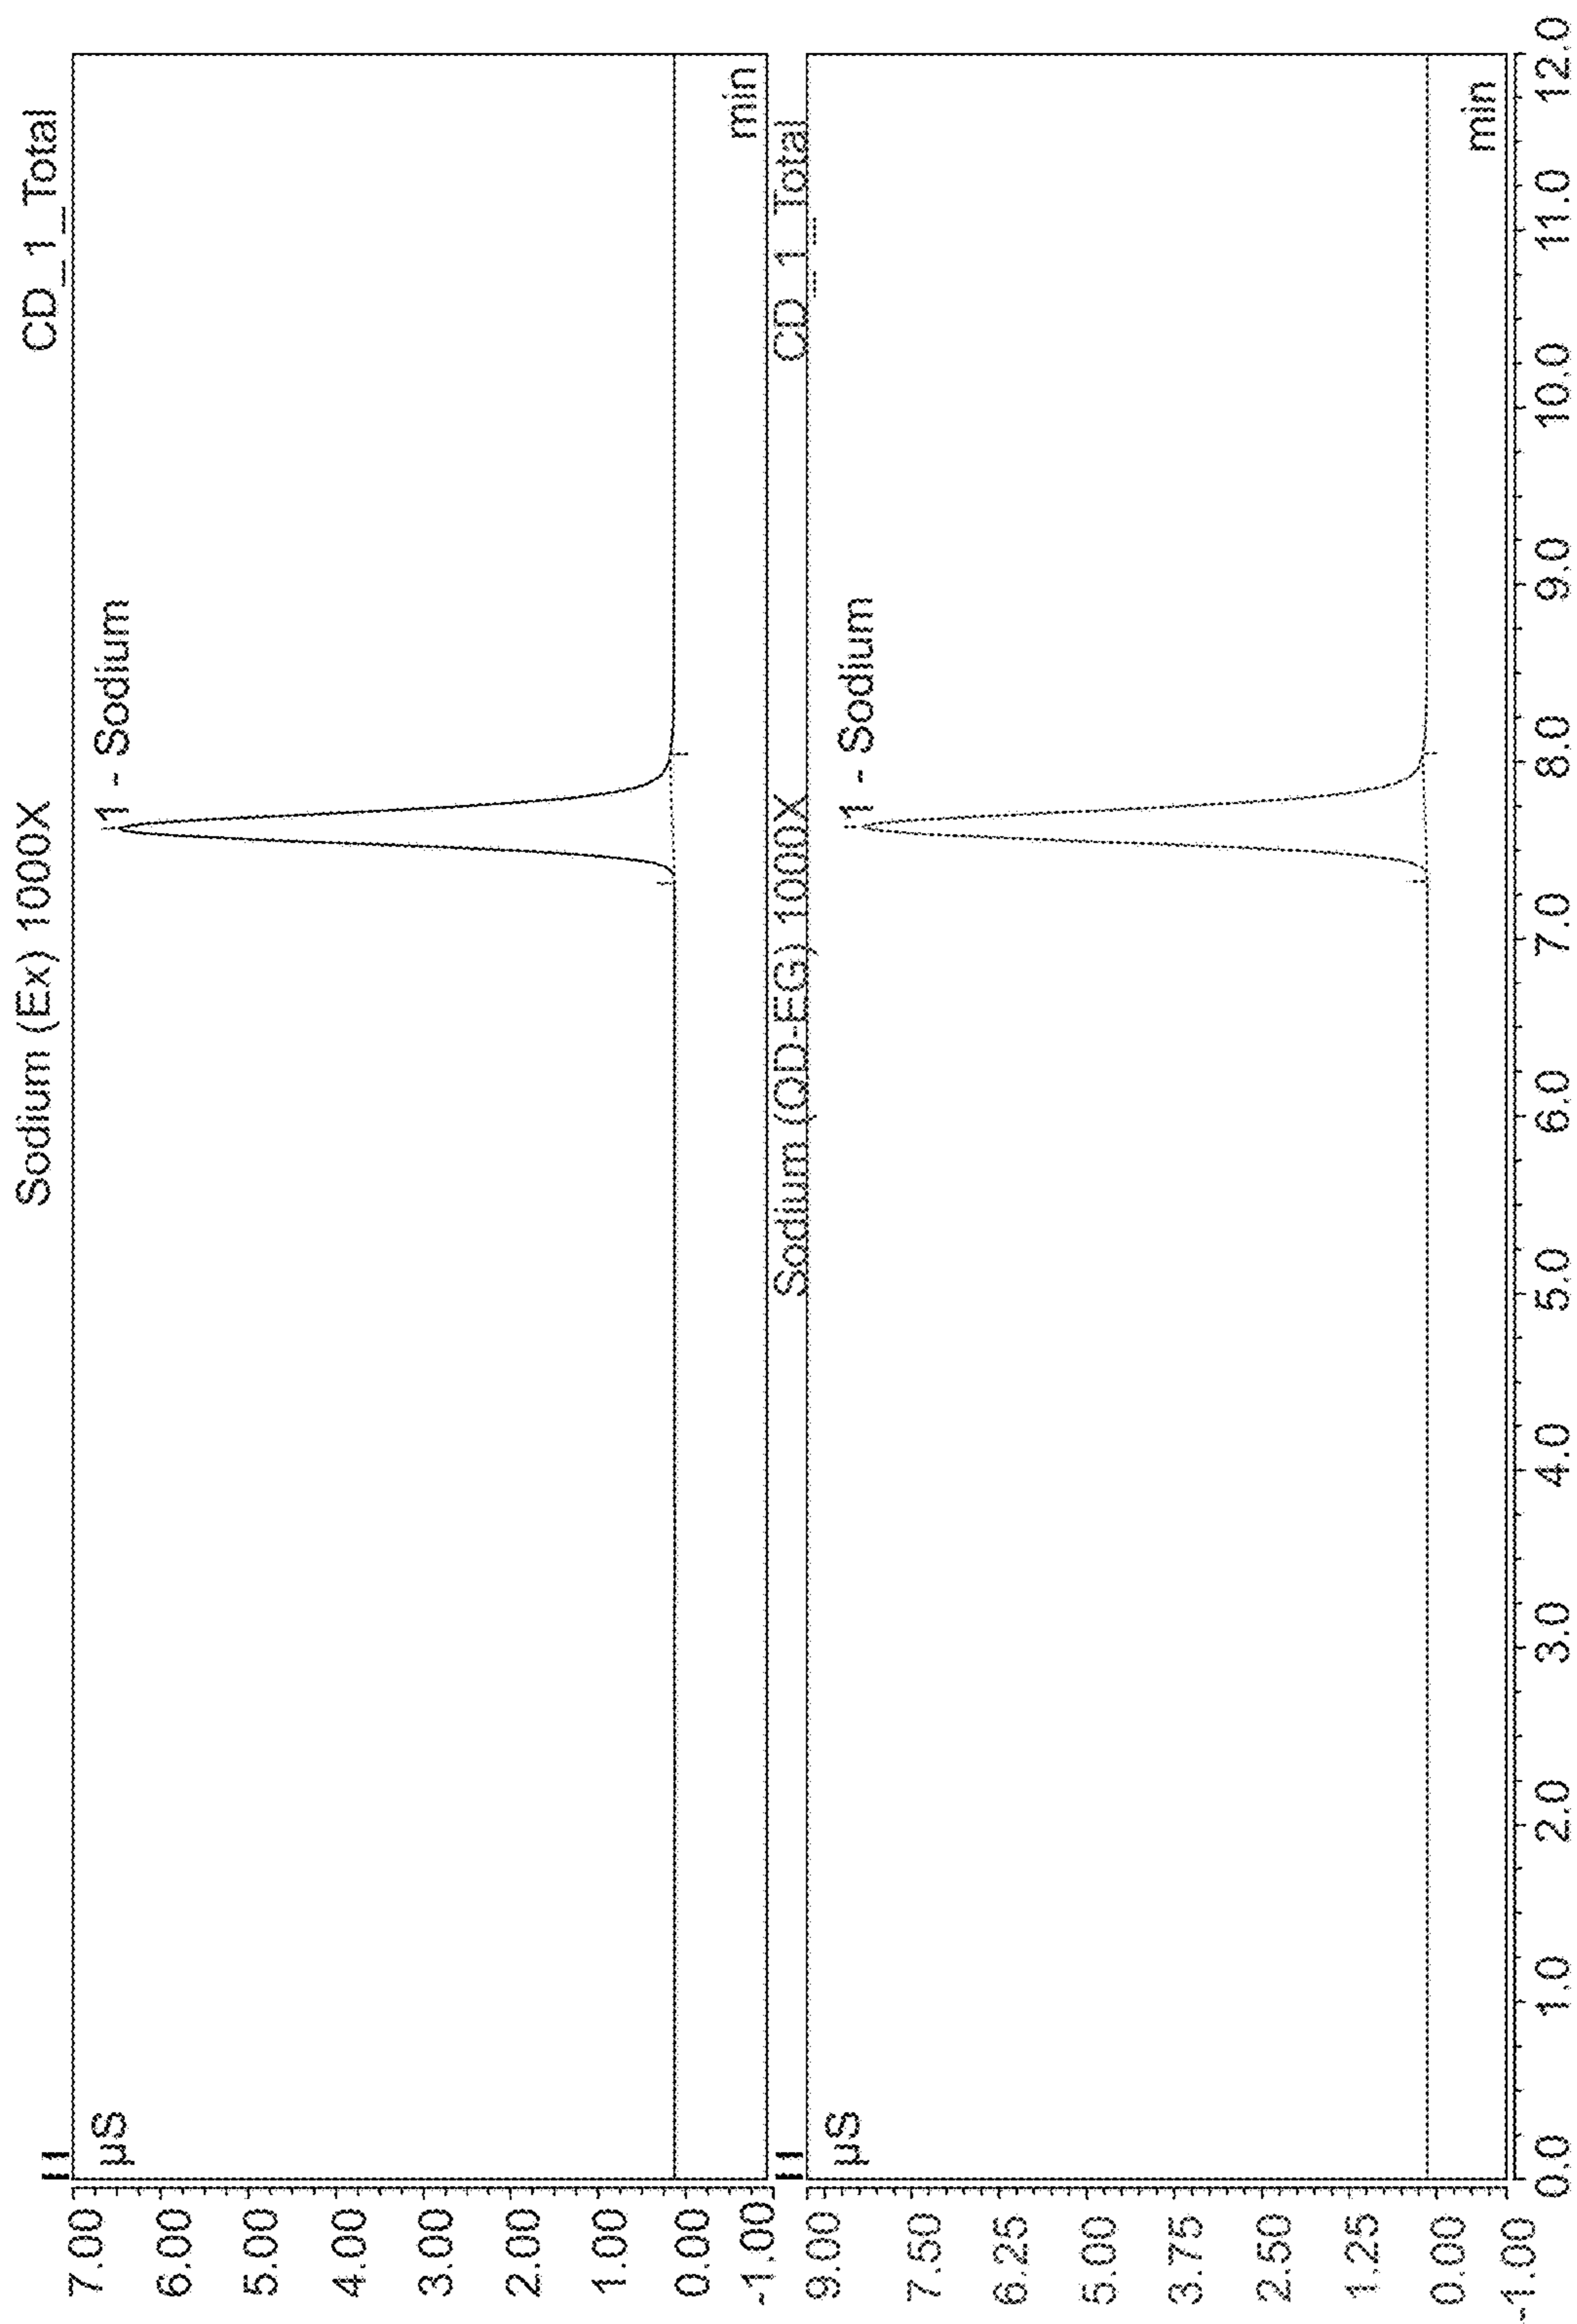 Sodium (Ex) 1000X
CD_1_Total
7.00
6.00
5.00
4.00
3.00
2.00
1.00
0.00
-1.00
µS
1 - Sodium
min
Sodium (QD-EG) 1000X
CD_1_Total
9.00
7.50
6.25
5.00
3.75
2.50
1.25
0.00
-1.00
µS
1 - Sodium
min
0.0 1.0 2.0 3.0 4.0 5.0 6.0 7.0 8.0 9.0 10.0 11.0 12.0